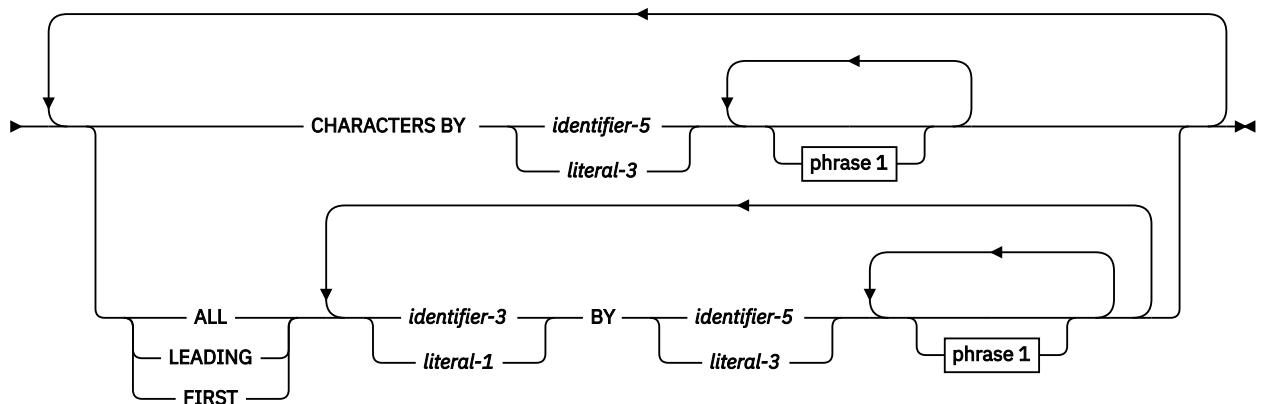 CHARACTERS BY identifier-5
literal-3 phrase 1
ALL identifier-3 BY identifier-5
LEADING literal-1 literal-3 phrase 1
FIRST